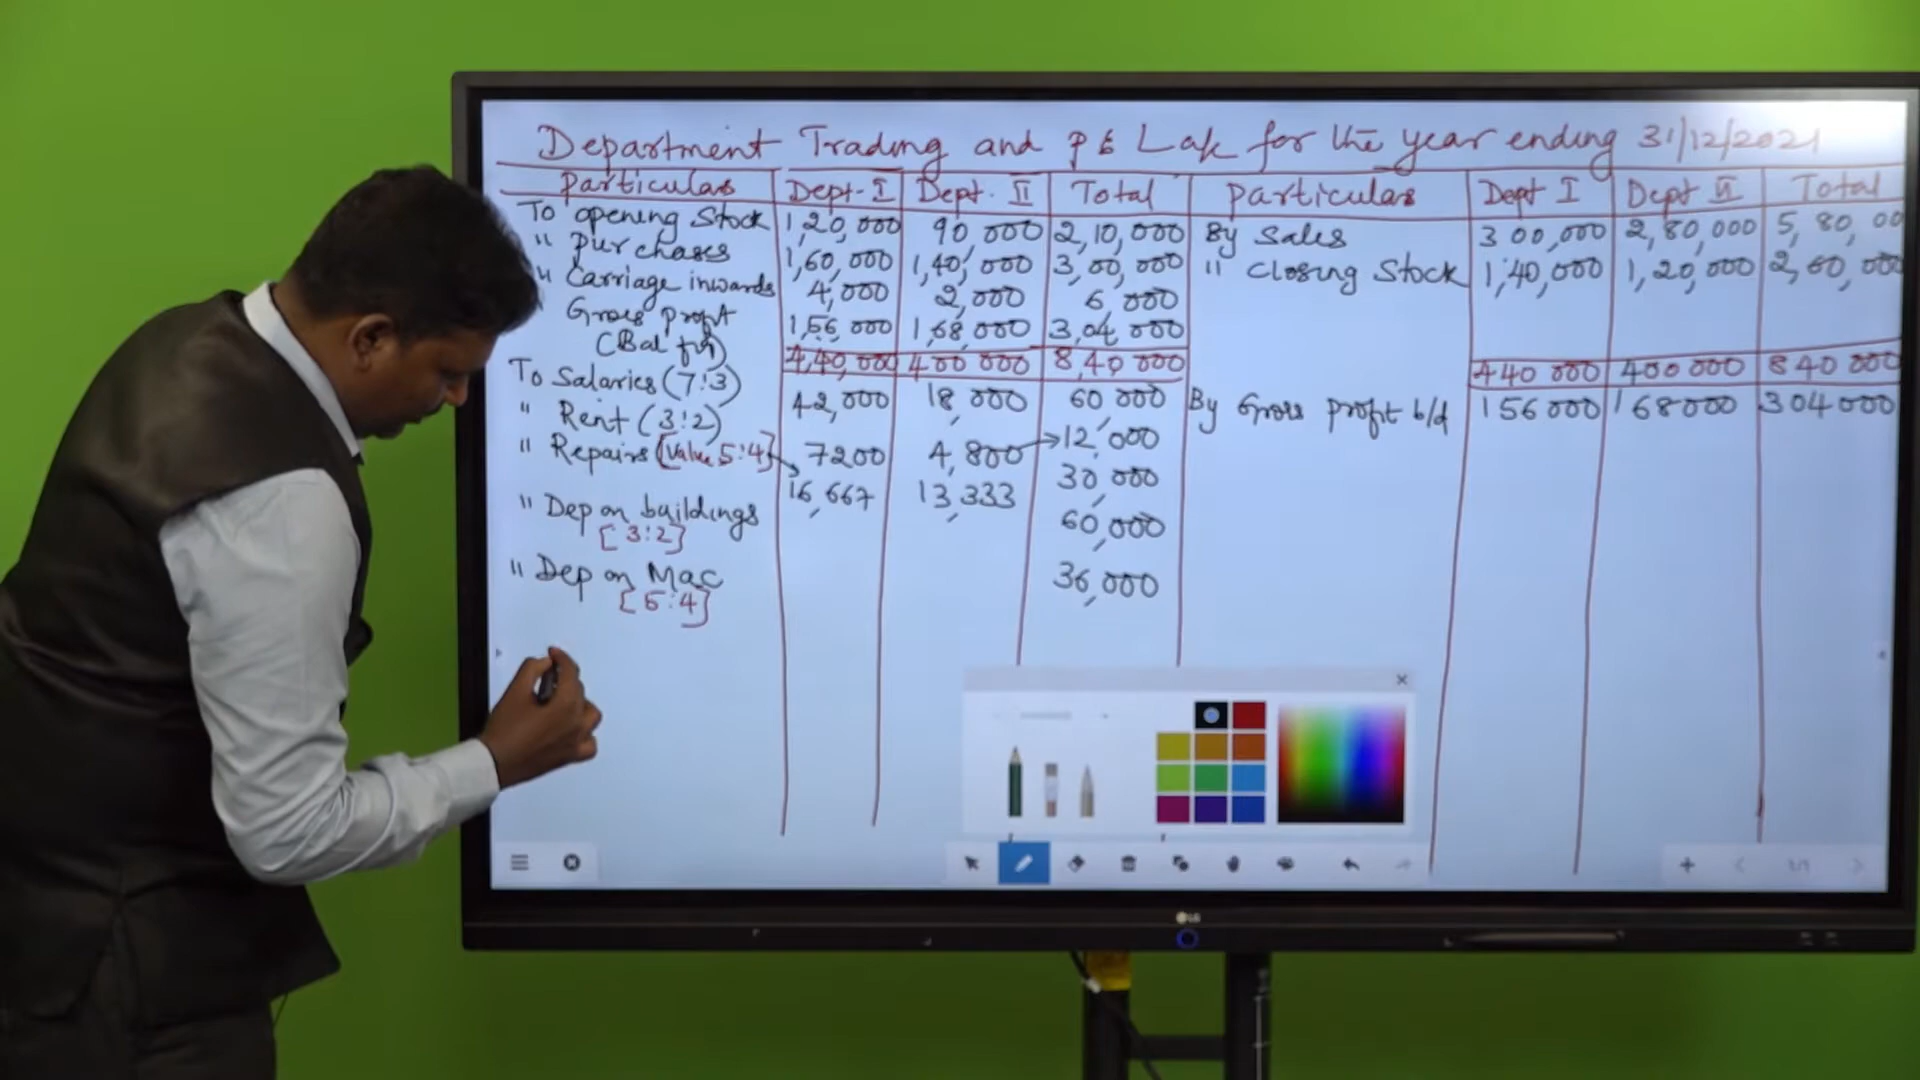 Department Trading and P & L a/c for the year ending 31/12/2021
Particulars Dept. I Dept. II Total Particulars Dept I Dept II Total
To opening Stock 1,20,000 90,000 2,10,000 By Sales 300,000 2,80,000 5,80,00
" Purchases 1,60,000 1,40,000 3,00,000 " Closing Stock 1,40,000 1,20,000 2,60,000
" Carriage inwards 4,000 2,000 6,000
Gross profit 1,56,000 1,68,000 3,04,000
(Bal fig)
4,40,000 400 000 8,40 000 440 000 400 000 840 000
To Salaries (7:3) 42,000 18,000 60 000 By Gross profit b/d 156 000 168000 304000
" Rent (3:2) 7200 4,800 12,000
" Repairs [Value 5:4] 16,667 13,333 30,000
" Dep on buildings 60,000
[3:2]
" Dep on Mac 36,000
[5:4]
LG